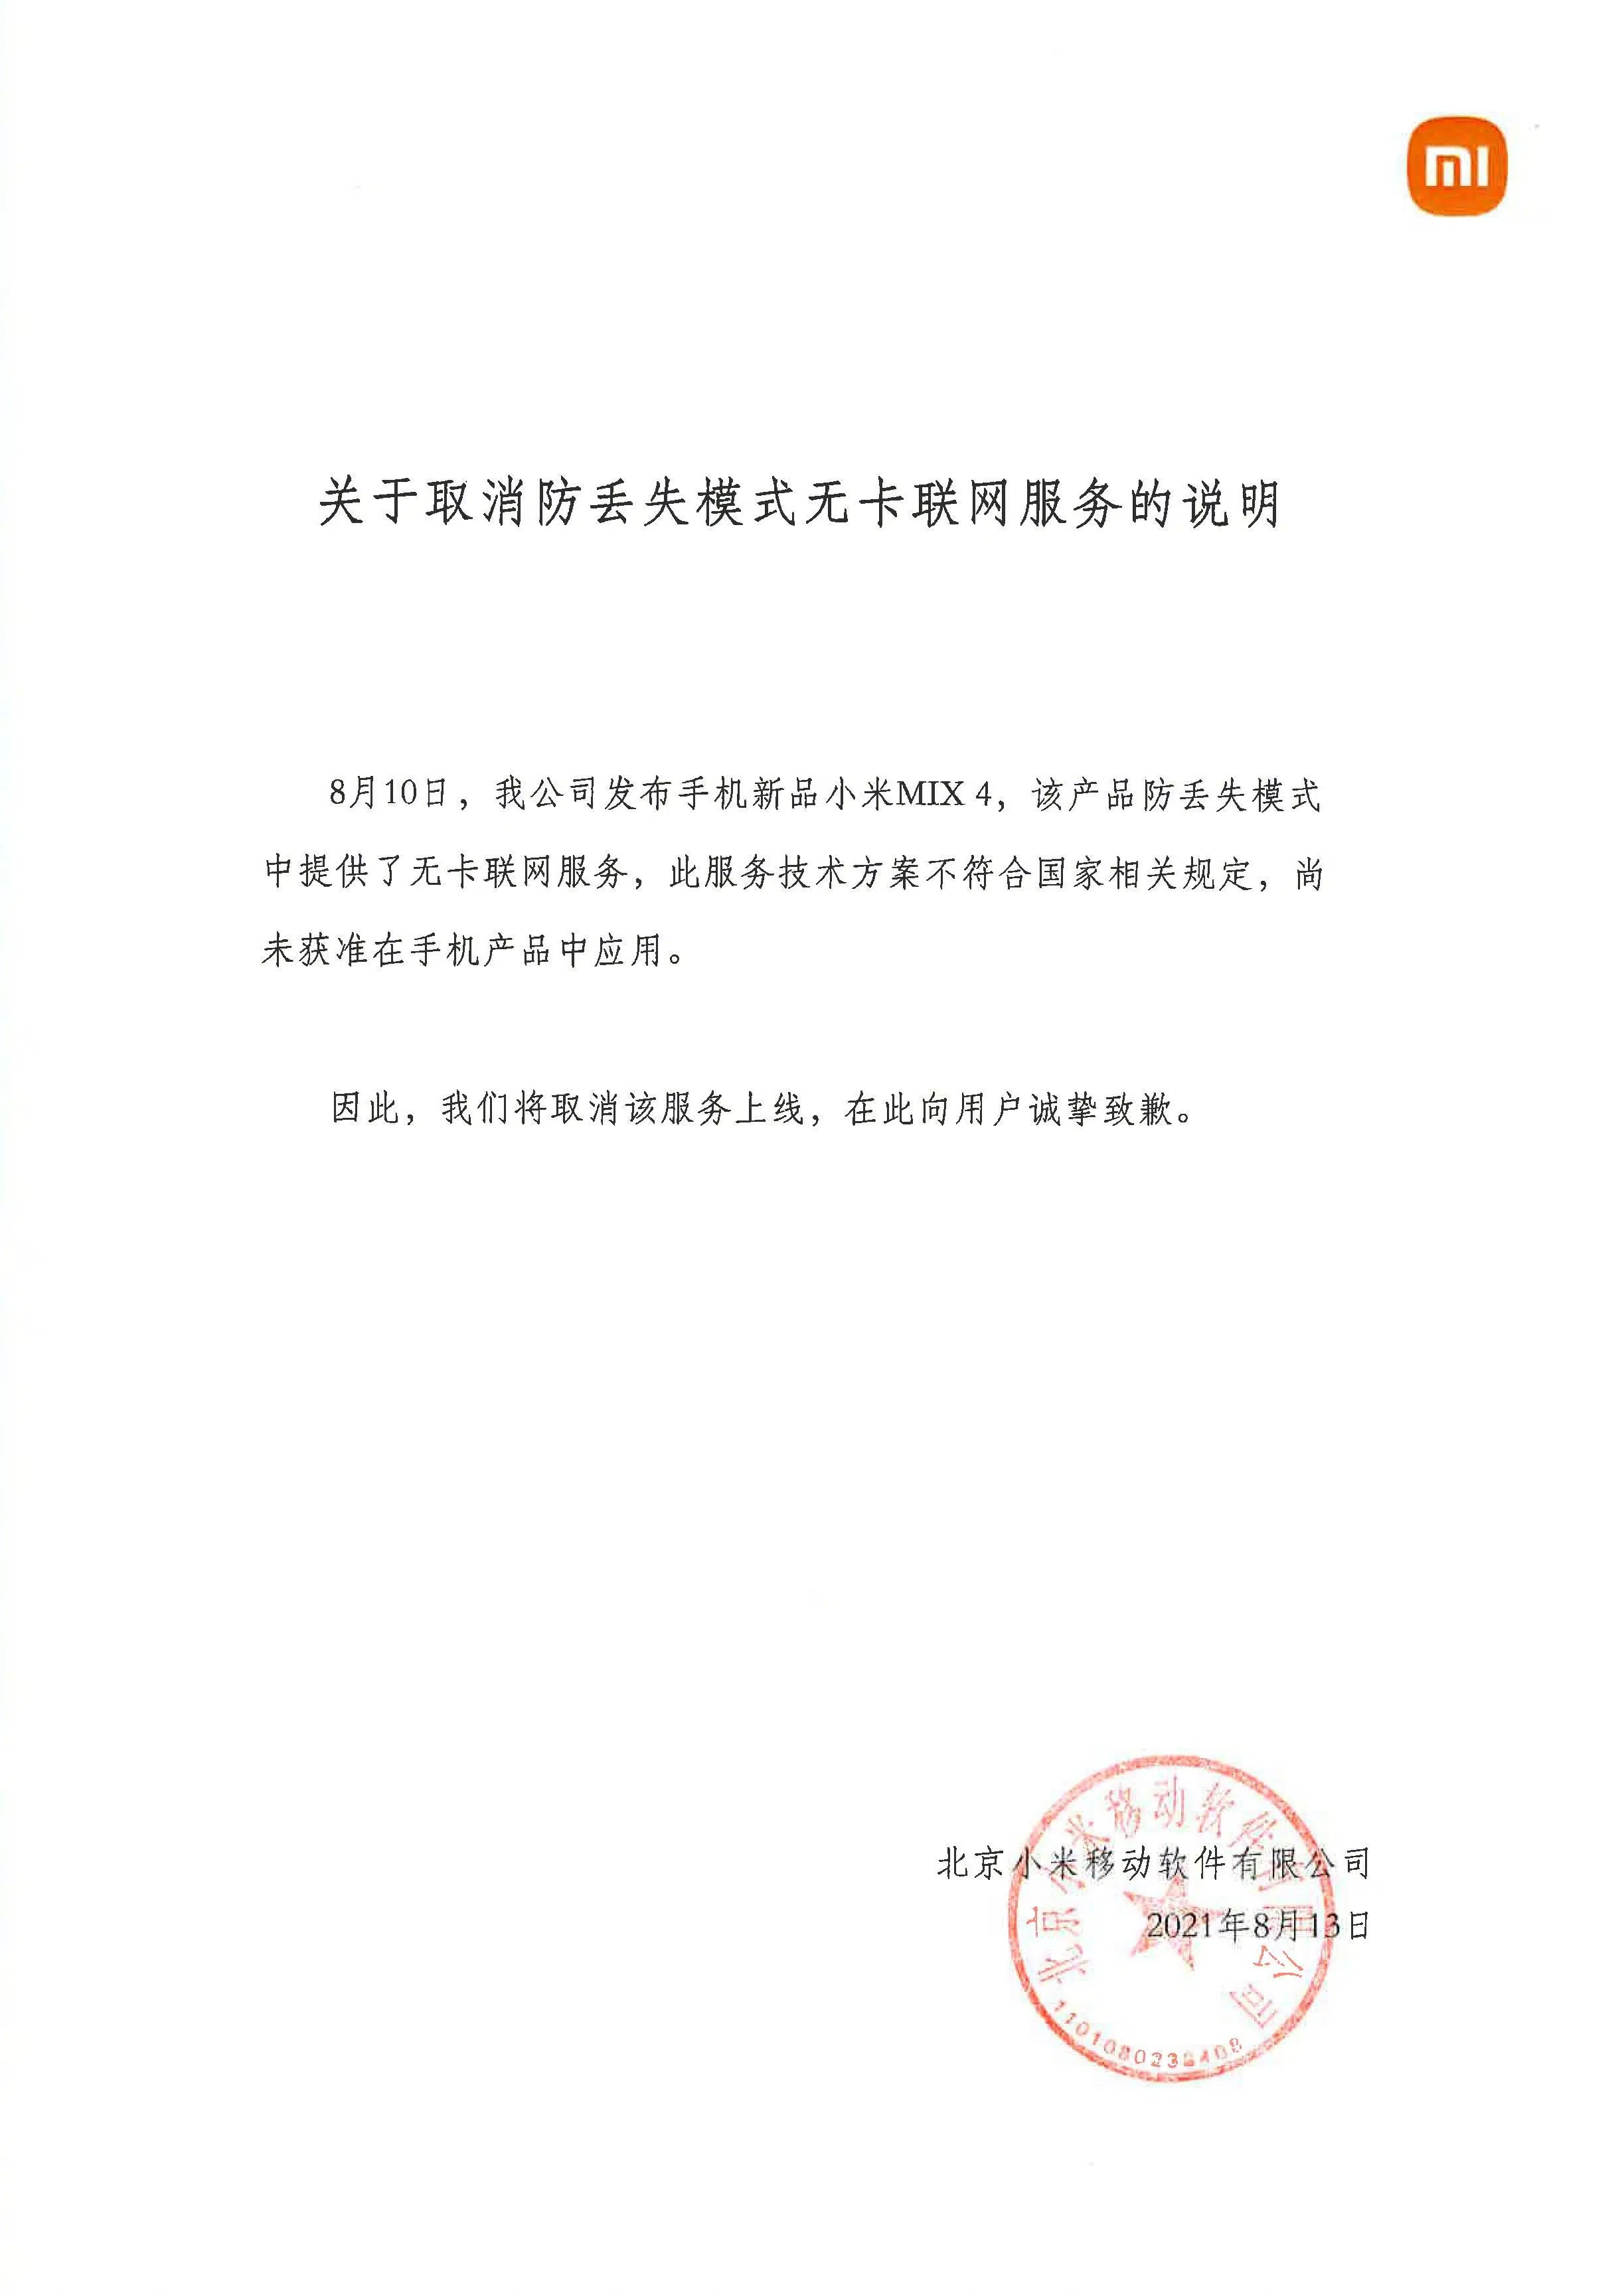 mi
关于取消防丢失模式无卡联网服务的说明
8月10日，我公司发布手机新品小米MIX 4，该产品防丢失模式
中提供了无卡联网服务，此服务技术方案不符合国家相关规定，尚
未获准在手机产品中应用。
因此，我们将取消该服务上线，在此向用户诚挚致歉。
北京小米移动软件有限公司
2021年8月13日
北京小米移动软件有限公司